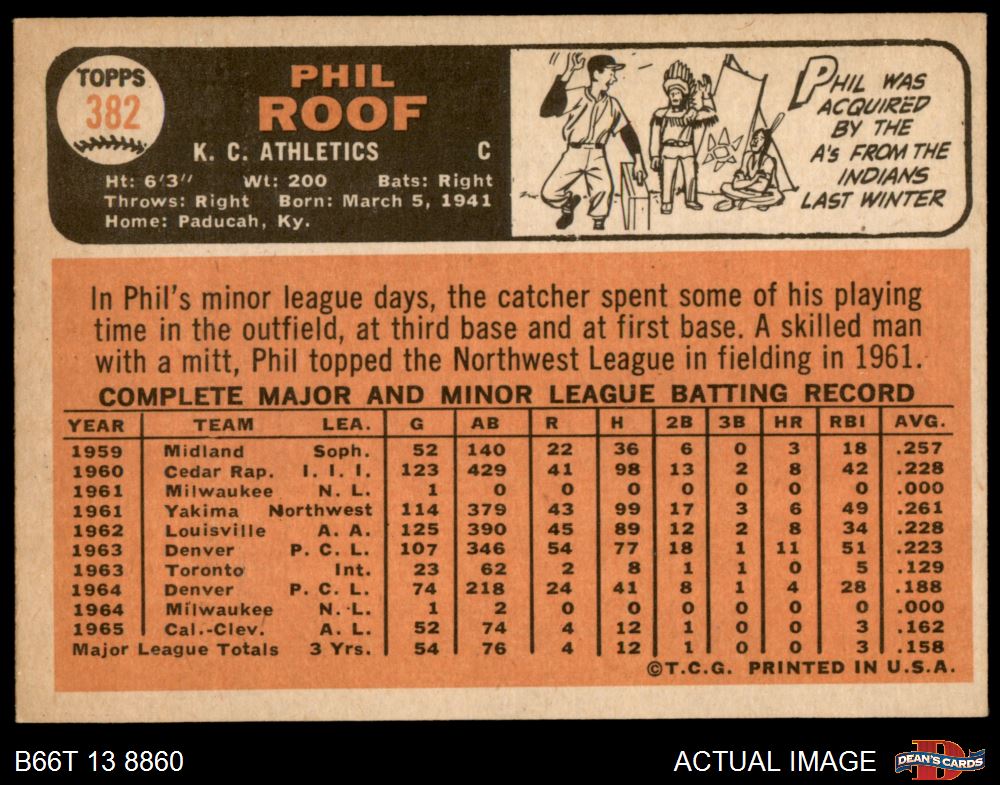 TOPPS
382
PHIL
ROOF
K. C. ATHLETICS C
Ht: 6'3" Wt: 200 Bats: Right
Throws: Right Born: March 5, 1941
Home: Paducah, Ky.
PHIL WAS
ACQUIRED
BY THE
A's FROM THE
INDIANS
LAST WINTER
In Phil's minor league days, the catcher spent some of his playing
time in the outfield, at third base and at first base. A skilled man
with a mitt, Phil topped the Northwest League in fielding in 1961.
COMPLETE MAJOR AND MINOR LEAGUE BATTING RECORD
YEAR TEAM LEA. G AB R H 2B 3B HR RBI AVG.
1959 Midland Soph. 52 140 22 36 6 0 3 18 .257
1960 Cedar Rap. I. I. I. 123 429 41 98 13 2 8 42 .228
1961 Milwaukee N. L. 1 0 0 0 0 0 0 0 .000
1961 Yakima Northwest 114 379 43 99 17 3 6 49 .261
1962 Louisville A. A. 125 390 45 89 12 2 8 34 .228
1963 Denver P. C. L. 107 346 54 77 18 1 11 51 .223
1963 Toronto Int. 23 62 2 8 1 1 0 5 .129
1964 Denver P. C. L. 74 218 24 41 8 1 4 28 .188
1964 Milwaukee N. L. 1 2 0 0 0 0 0 0 .000
1965 Cal.-Clev. A. L. 52 74 4 12 1 0 0 3 .162
Major League Totals 3 Yrs. 54 76 4 12 1 0 0 3 .158
©T.C.G. PRINTED IN U.S.A.
B66T 13 8860
ACTUAL IMAGE
D
DEAN'S CARDS